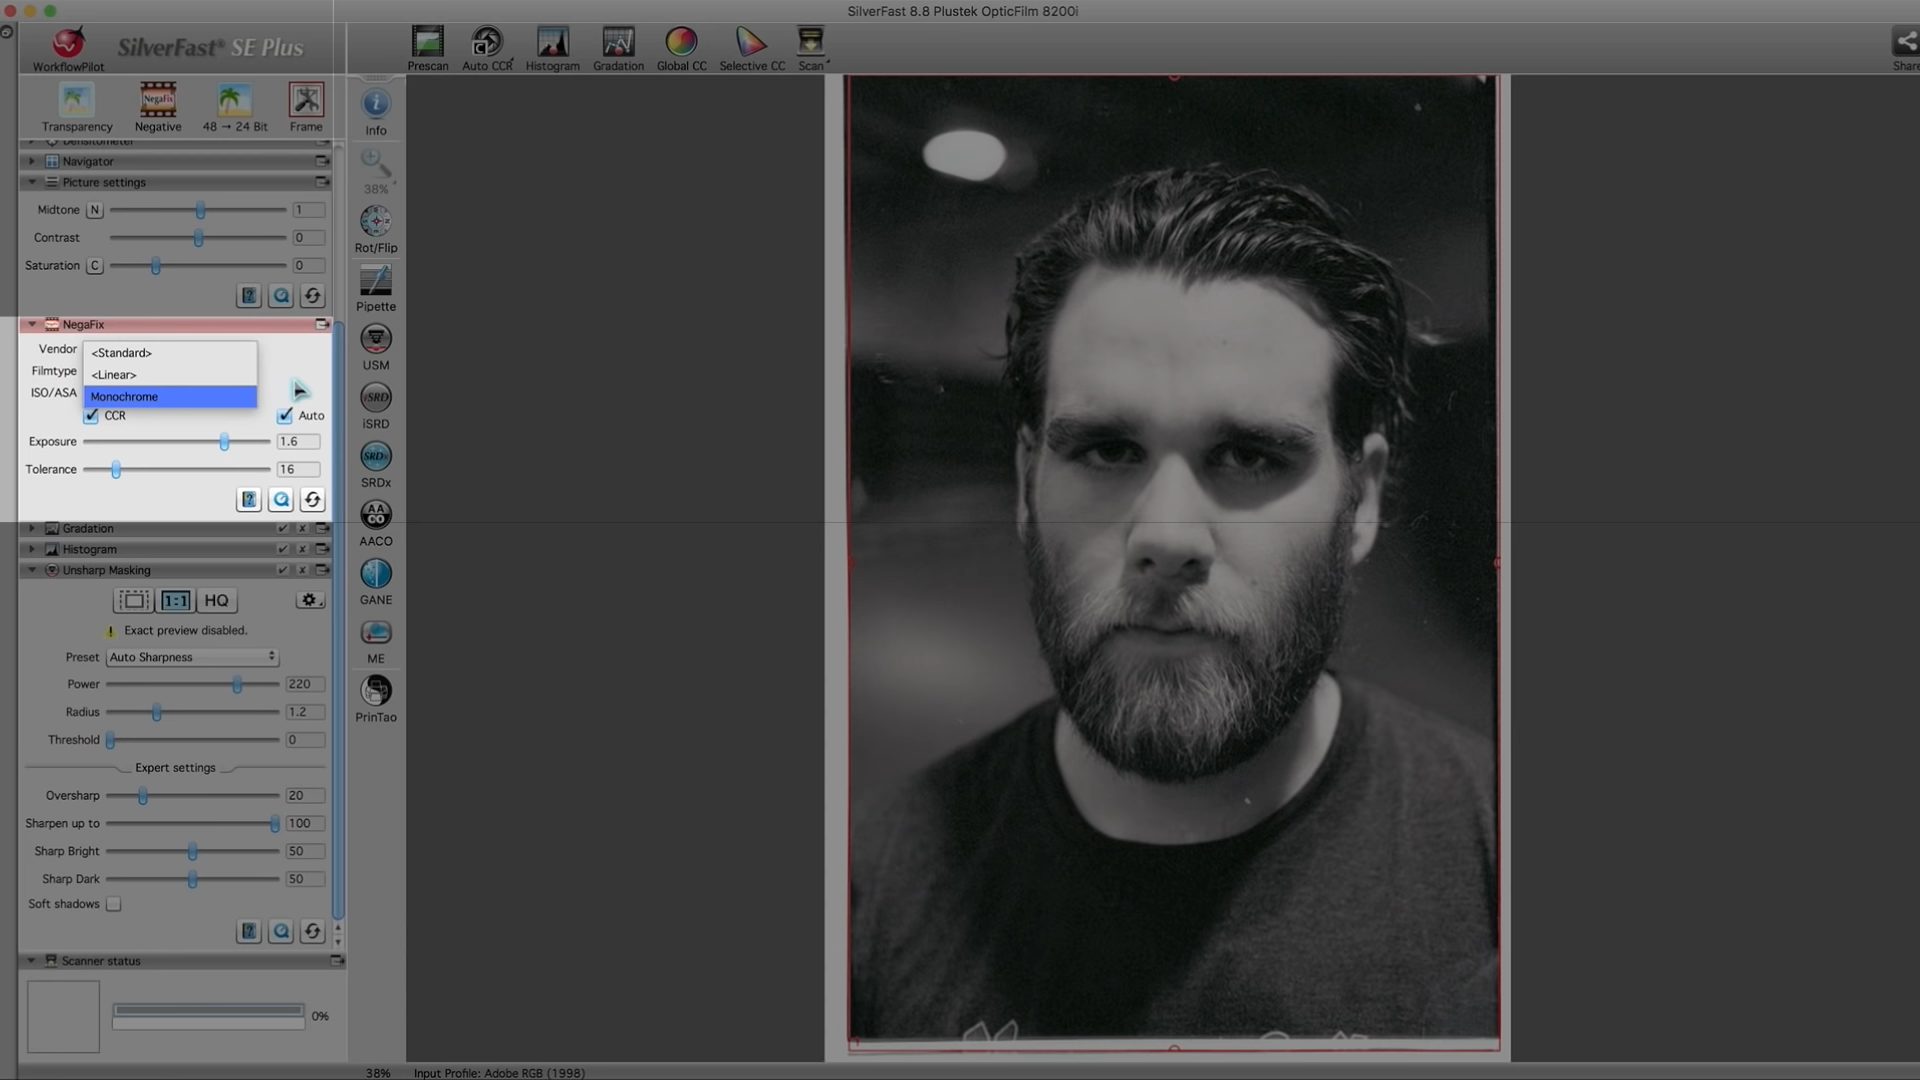 SilverFast 8.8 Plustek OpticFilm 8200i
WorkflowPilot
SilverFast® SE Plus
Prescan
Auto CCR
Histogram
Gradation
Global CC
Selective CC
Scan
Share
NegaFix
Transparency
Negative
48 → 24 Bit
Frame
Densitometer
Navigator
Picture settings
Midtone N 1
Contrast 0
Saturation C 0
NegaFix
Vendor <Standard>
Filmtype <Linear>
ISO/ASA Monochrome
CCR Auto
Exposure 1.6
Tolerance 16
Gradation
Histogram
Unsharp Masking
1:1 HQ
Exact preview disabled.
Preset Auto Sharpness
Power 220
Radius 1.2
Threshold 0
Expert settings
Oversharp 20
Sharpen up to 100
Sharp Bright 50
Sharp Dark 50
Soft shadows
Scanner status
0%
Info
38%
Rot/Flip
Pipette
USM
iSRD
iSRD
SRDx
SRDx
AACO
AACO
GANE
ME
PrinTao
38% Input Profile: Adobe RGB (1998)